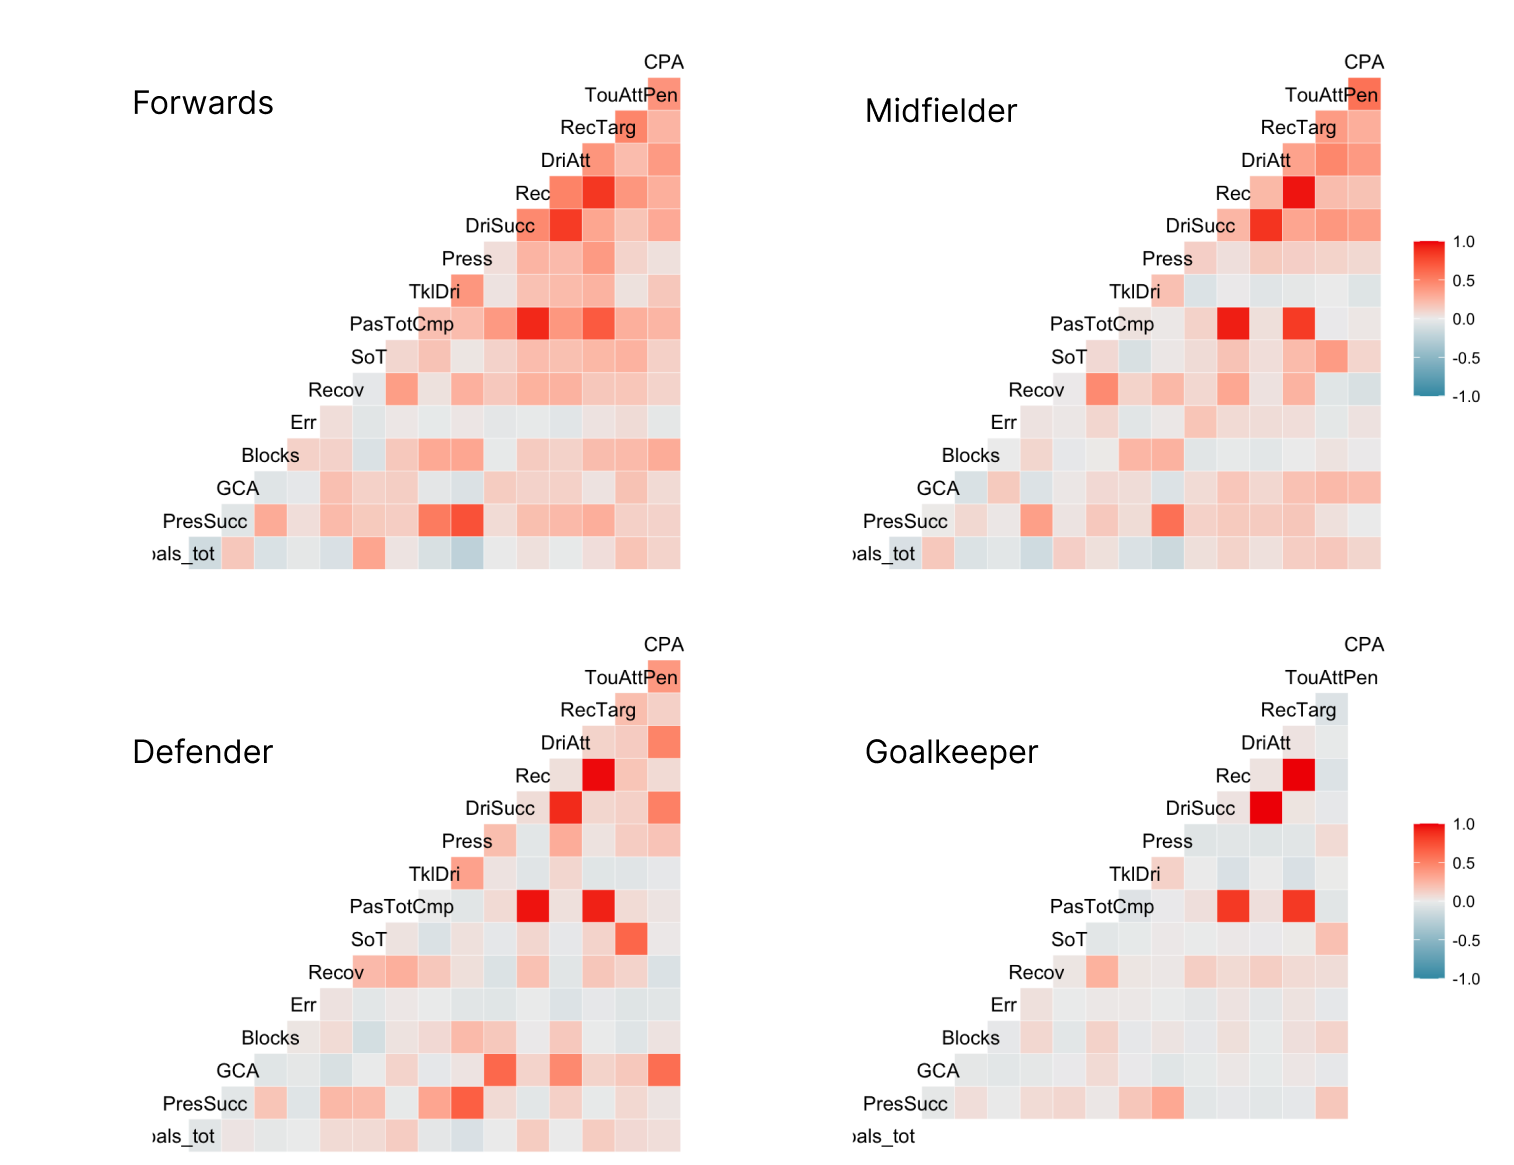 Forwards
CPA
TouAttPen
RecTarg
DriAtt
Rec
DriSucc
Press
TklDri
PasTotCmp
SoT
Recov
Err
Blocks
GCA
PresSucc
oals_tot
Midfielder
CPA
TouAttPen
RecTarg
DriAtt
Rec
DriSucc
Press
TklDri
PasTotCmp
SoT
Recov
Err
Blocks
GCA
PresSucc
oals_tot
1.0
0.5
0.0
-0.5
-1.0
Defender
CPA
TouAttPen
RecTarg
DriAtt
Rec
DriSucc
Press
TklDri
PasTotCmp
SoT
Recov
Err
Blocks
GCA
PresSucc
oals_tot
Goalkeeper
CPA
TouAttPen
RecTarg
DriAtt
Rec
DriSucc
Press
TklDri
PasTotCmp
SoT
Recov
Err
Blocks
GCA
PresSucc
oals_tot
1.0
0.5
0.0
-0.5
-1.0